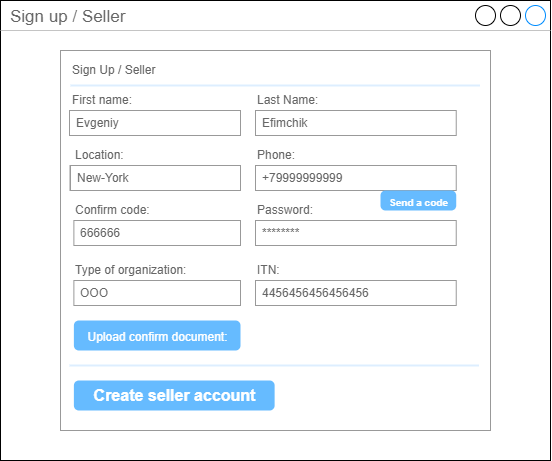 Sign up / Seller
Sign Up / Seller
First name: Last Name:
Evgeniy Efimchik
Location: Phone:
New-York +79999999999
Send a code
Confirm code: Password:
666666 ********
Type of organization: ITN:
OOO 4456456456456456
Upload confirm document:
Create seller account